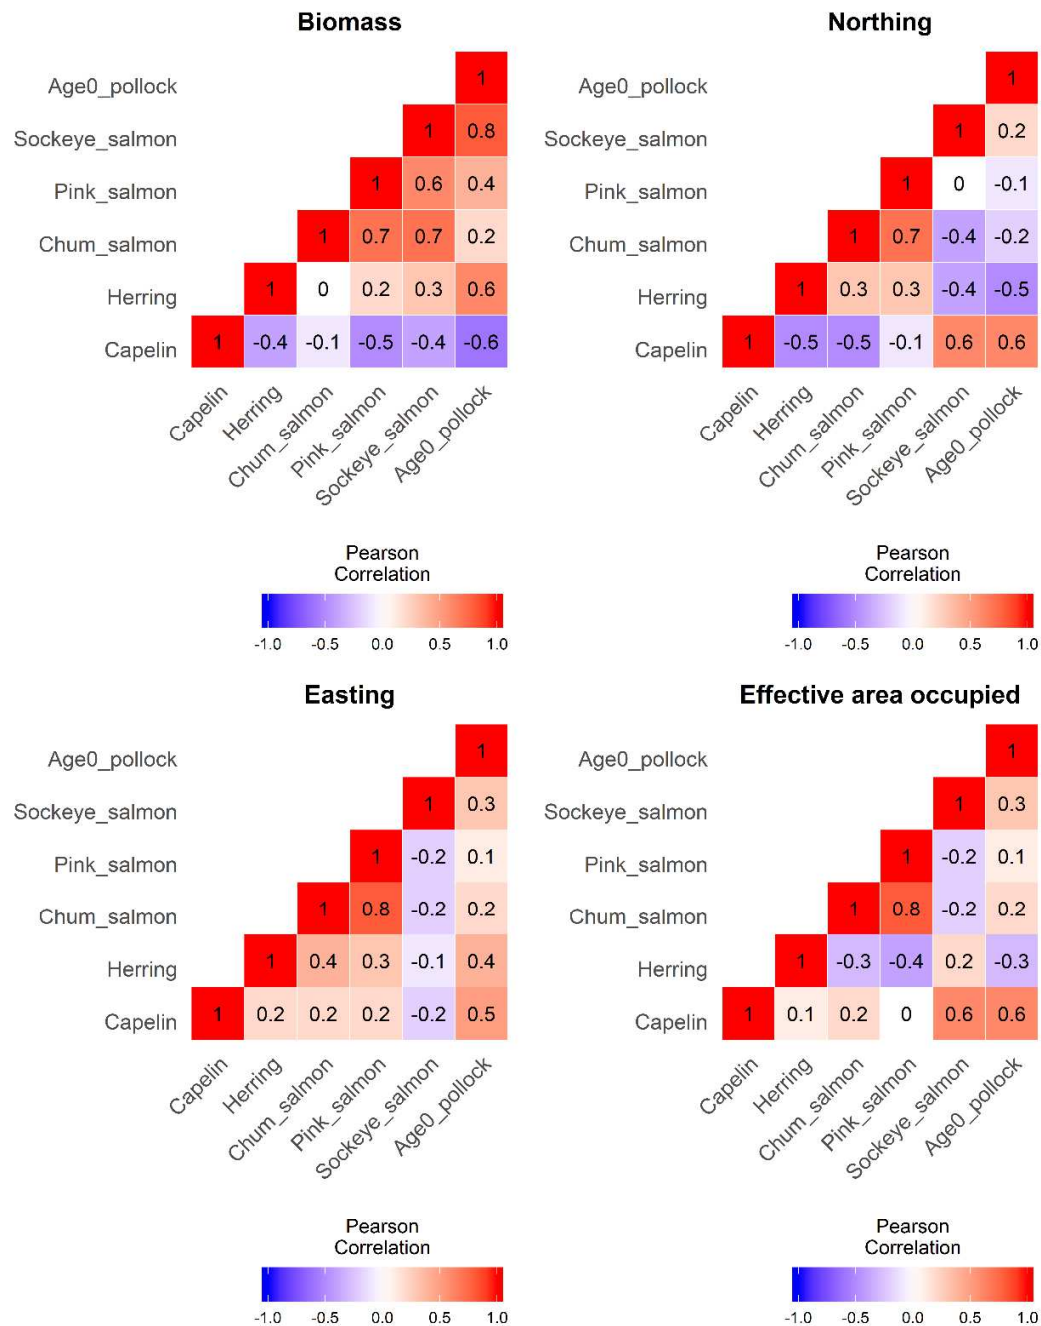 Biomass
Age0_pollock 1
Sockeye_salmon 1 0.8
Pink_salmon 1 0.6 0.4
Chum_salmon 1 0.7 0.7 0.2
Herring 1 0 0.2 0.3 0.6
Capelin 1 -0.4 -0.1 -0.5 -0.4 -0.6
Capelin
Herring
Chum_salmon
Pink_salmon
Sockeye_salmon
Age0_pollock
Pearson
Correlation
-1.0 -0.5 0.0 0.5 1.0
Northing
Age0_pollock 1
Sockeye_salmon 1 0.2
Pink_salmon 1 0 -0.1
Chum_salmon 1 0.7 -0.4 -0.2
Herring 1 0.3 0.3 -0.4 -0.5
Capelin 1 -0.5 -0.5 -0.1 0.6 0.6
Capelin
Herring
Chum_salmon
Pink_salmon
Sockeye_salmon
Age0_pollock
Pearson
Correlation
-1.0 -0.5 0.0 0.5 1.0
Easting
Age0_pollock 1
Sockeye_salmon 1 0.3
Pink_salmon 1 -0.2 0.1
Chum_salmon 1 0.8 -0.2 0.2
Herring 1 0.4 0.3 -0.1 0.4
Capelin 1 0.2 0.2 0.2 -0.2 0.5
Capelin
Herring
Chum_salmon
Pink_salmon
Sockeye_salmon
Age0_pollock
Pearson
Correlation
-1.0 -0.5 0.0 0.5 1.0
Effective area occupied
Age0_pollock 1
Sockeye_salmon 1 0.3
Pink_salmon 1 -0.2 0.1
Chum_salmon 1 0.8 -0.2 0.2
Herring 1 -0.3 -0.4 0.2 -0.3
Capelin 1 0.1 0.2 0 0.6 0.6
Capelin
Herring
Chum_salmon
Pink_salmon
Sockeye_salmon
Age0_pollock
Pearson
Correlation
-1.0 -0.5 0.0 0.5 1.0